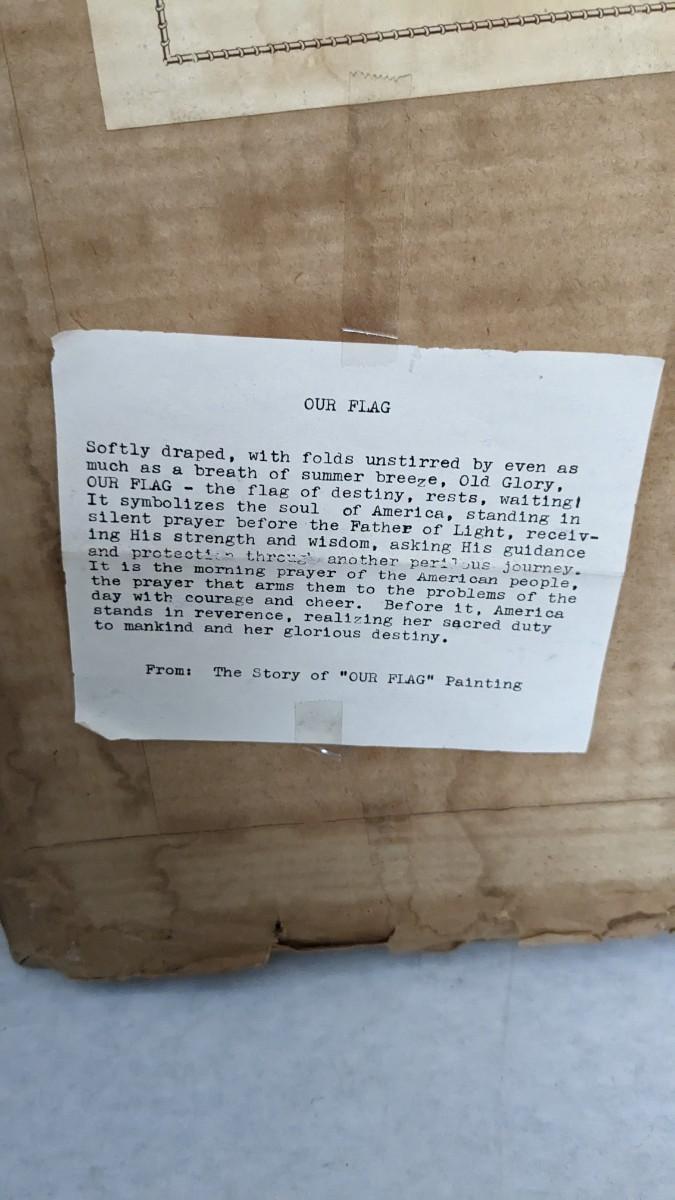 OUR FLAG
Softly draped, with folds unstirred by even as
much as a breath of summer breeze, Old Glory,
OUR FLAG - the flag of destiny, rests, waiting!
It symbolizes the soul of America, standing in
silent prayer before the Father of Light, receiv-
ing His strength and wisdom, asking His guidance
and protection through another perilous journey.
It is the morning prayer of the American people,
the prayer that arms them to the problems of the
day with courage and cheer. Before it, America
stands in reverence, realizing her sacred duty
to mankind and her glorious destiny.
From: The Story of "OUR FLAG" Painting